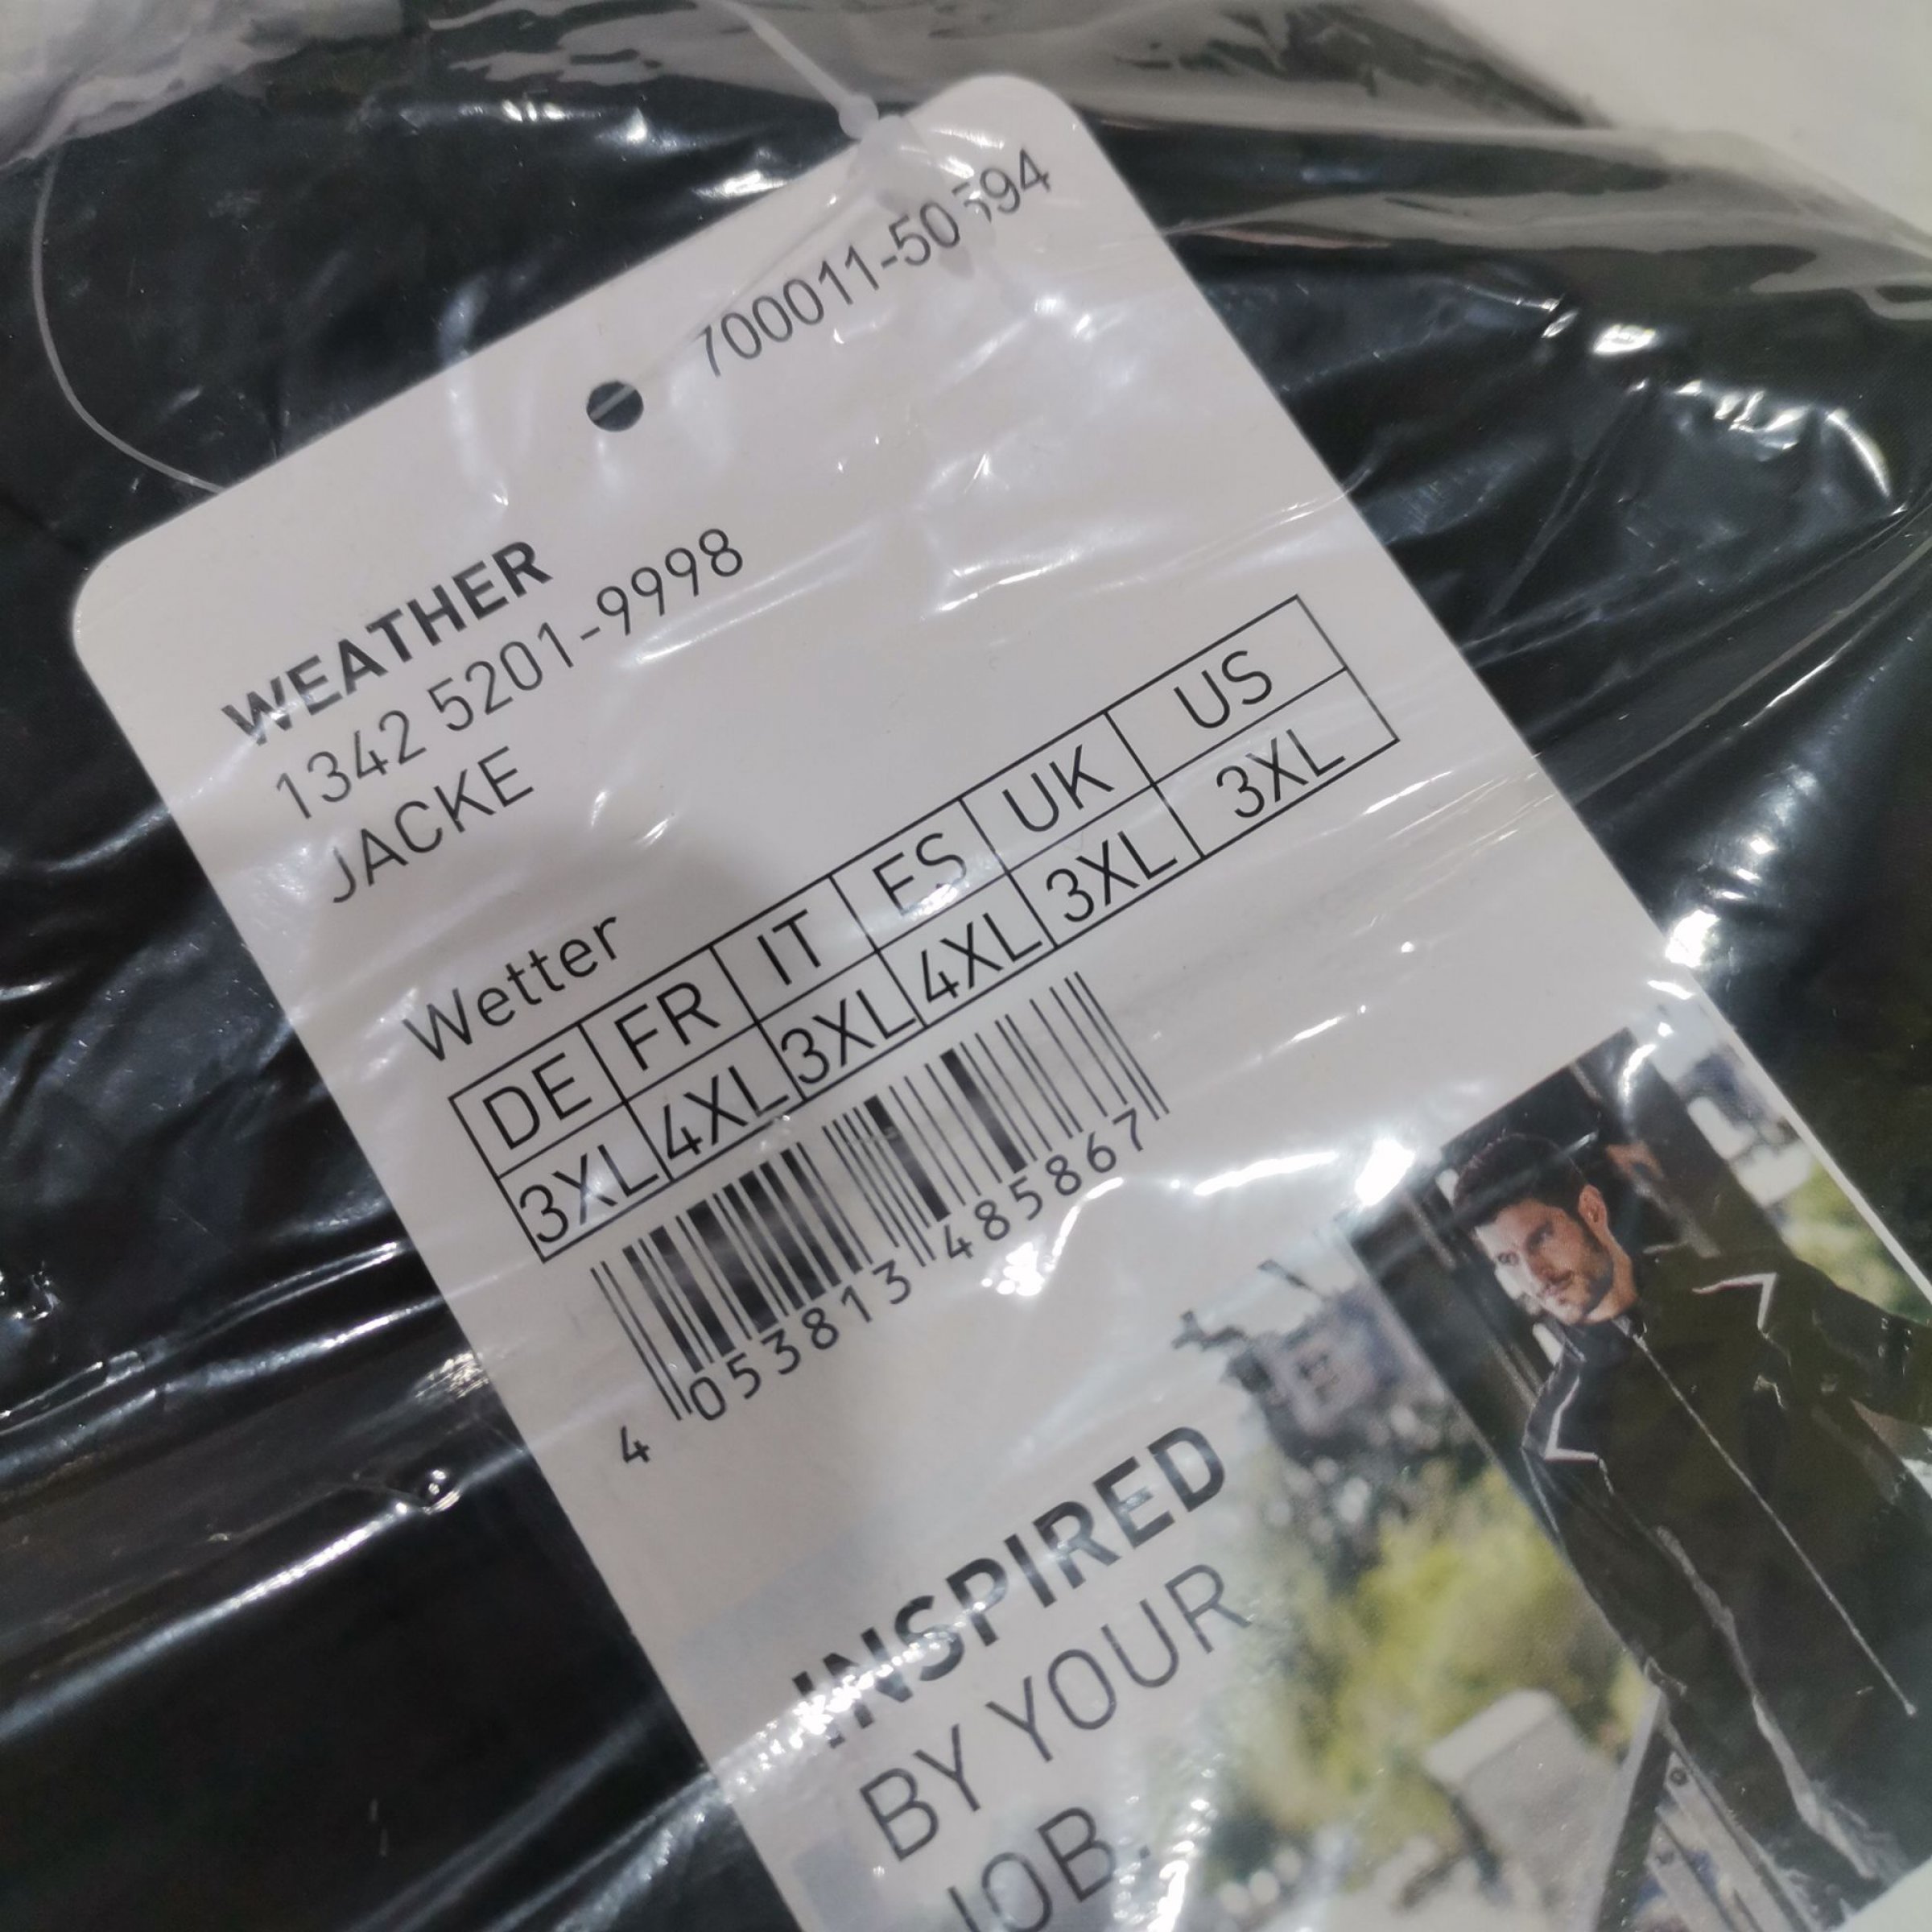 700011-50594
WEATHER
1342 5201-9998
JACKE
Wetter
DE FR IT ES UK US
3XL 4XL 3XL 4XL 3XL 3XL
4 053813 485867
INSPIRED
BY YOUR
JOB.